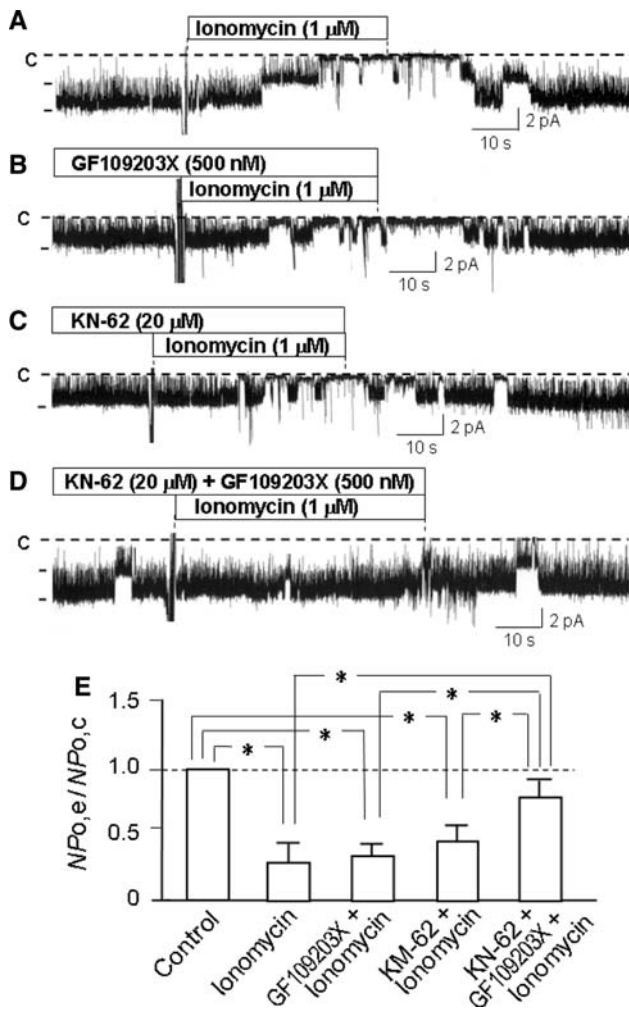 A
Ionomycin (1 µM)
C
2 pA
10 s
B
GF109203X (500 nM)
Ionomycin (1 µM)
C
2 pA
10 s
C
KN-62 (20 µM)
Ionomycin (1 µM)
C
2 pA
10 s
D
KN-62 (20 µM) + GF109203X (500 nM)
Ionomycin (1 µM)
C
2 pA
10 s
E
NPo,e / NPo,c
1.5
1.0
0.5
0
*
*
*
*
*
*
Control
Ionomycin
GF109203X +
Ionomycin
KM-62 +
Ionomycin
KN-62 +
GF109203X +
Ionomycin